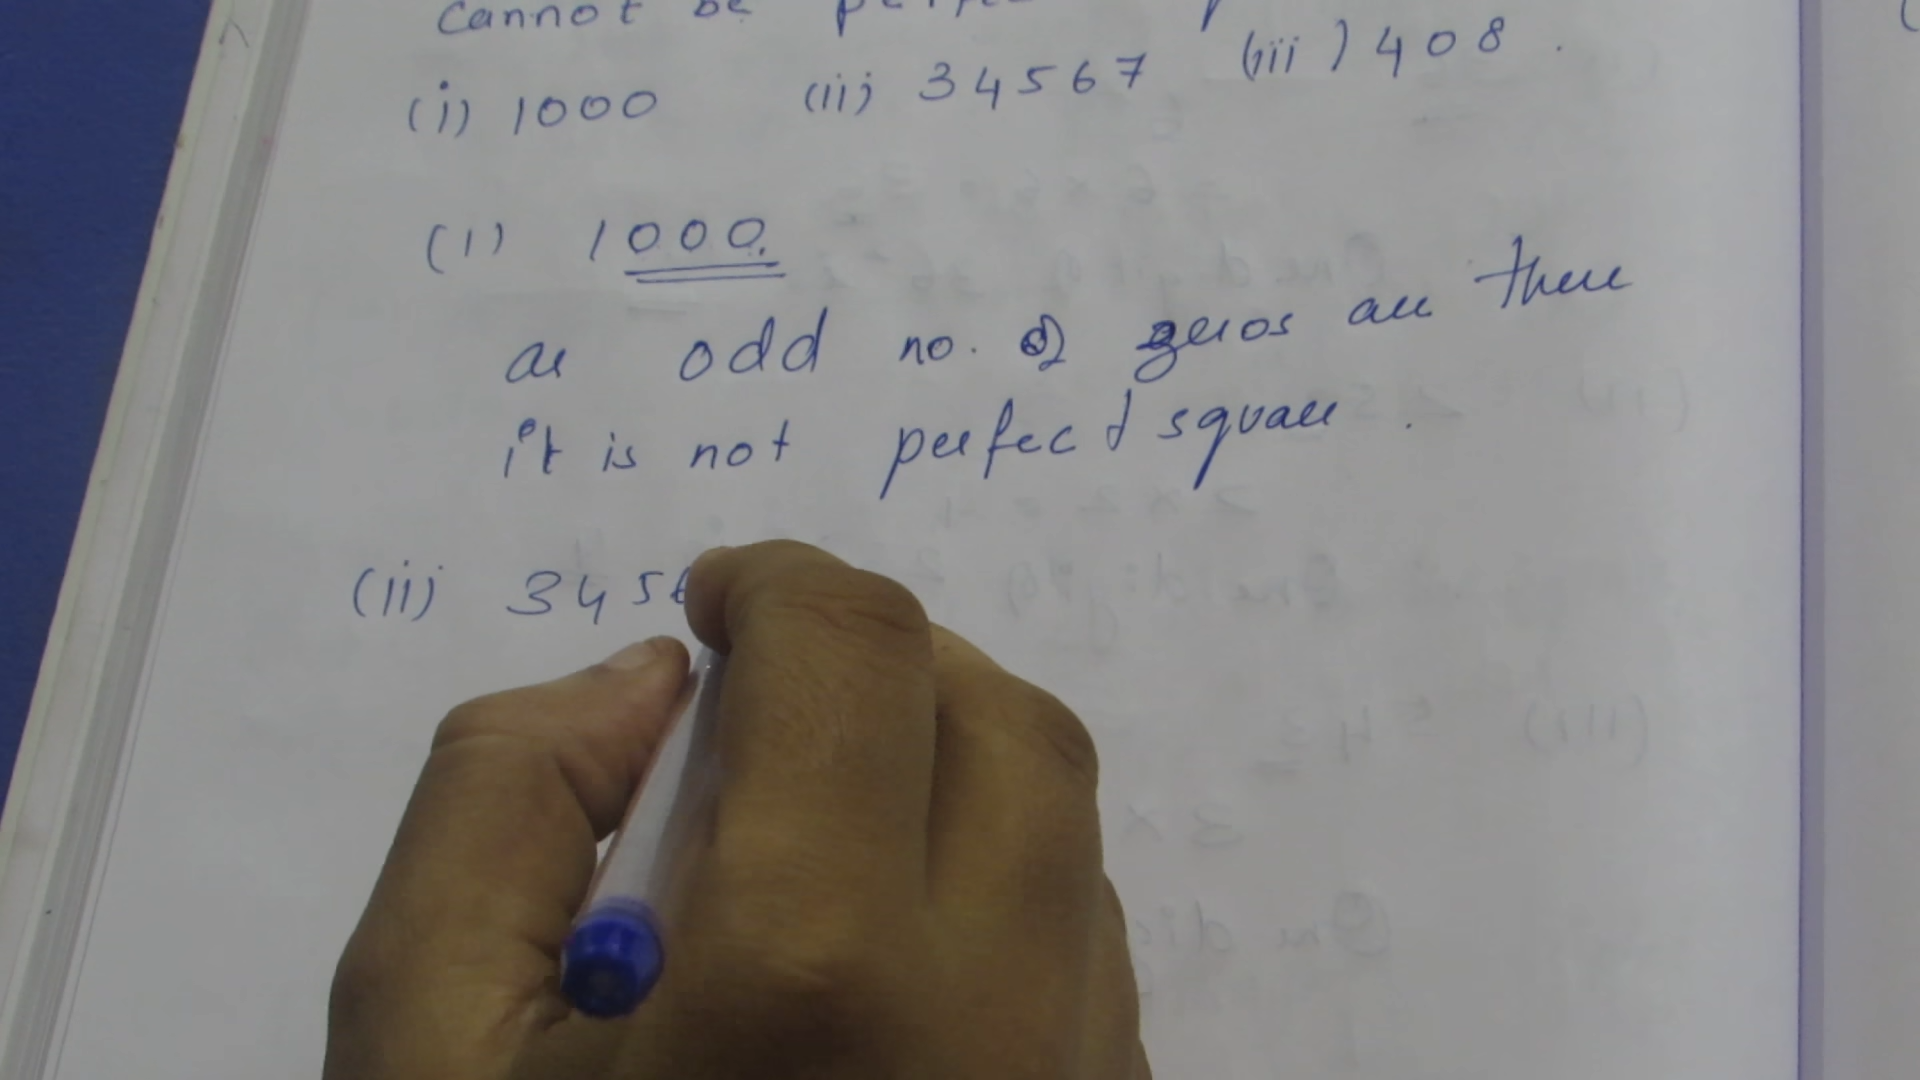 cannot be
(i) 1000 (ii) 34567 (iii) 408.
(i) 1000.
as odd no. of zeros are there
it is not perfect square.
(ii) 3456